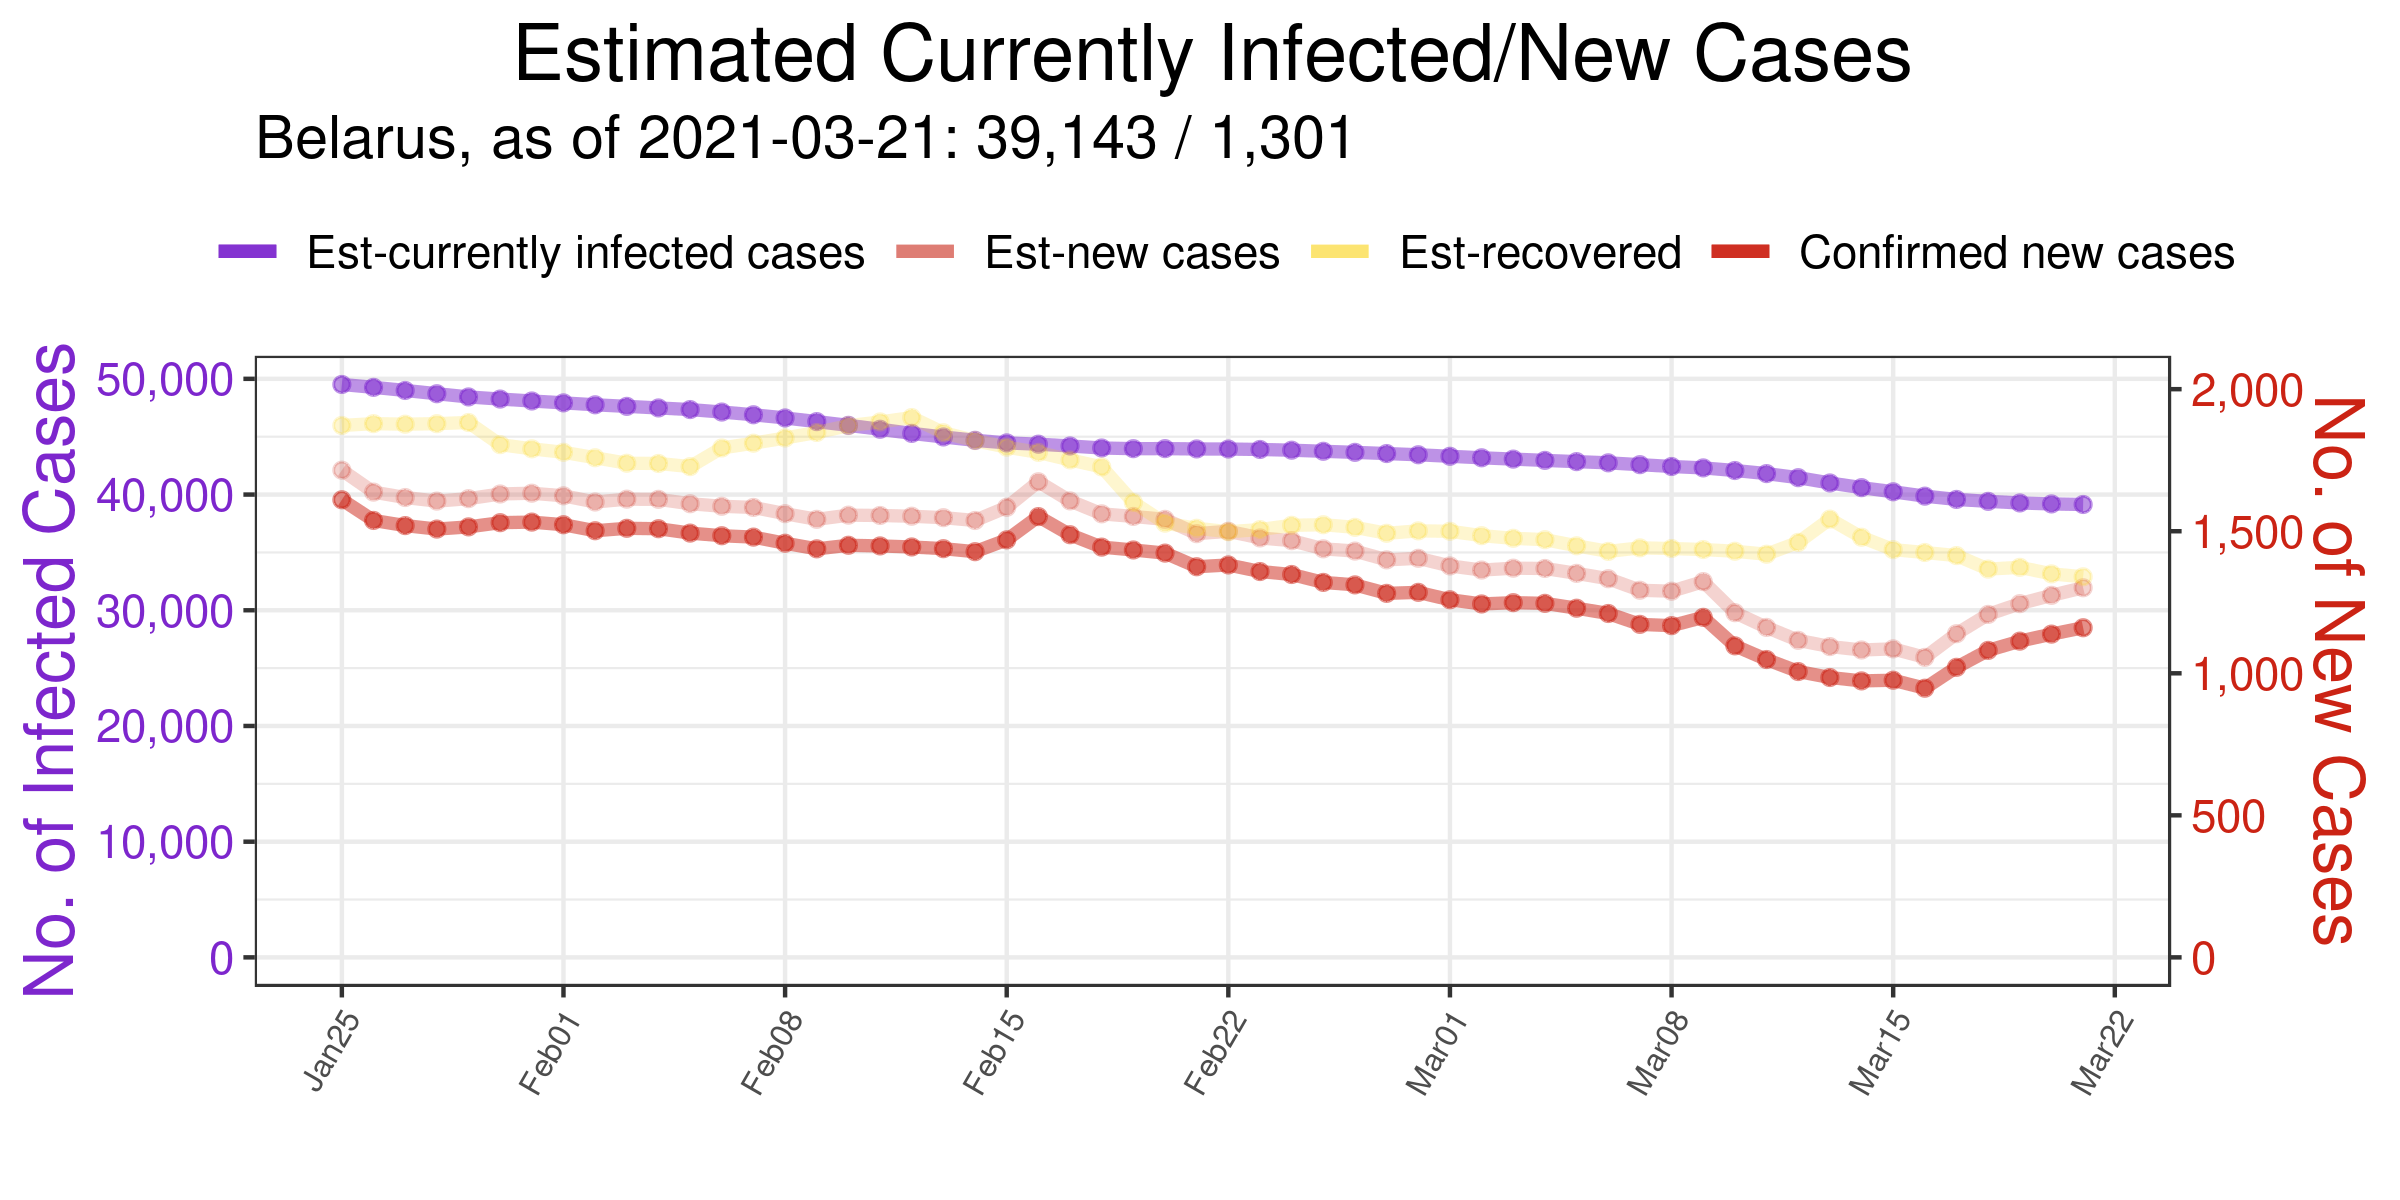 Estimated Currently Infected/New Cases
Belarus, as of 2021-03-21: 39,143 / 1,301
Est-currently infected cases Est-new cases Est-recovered Confirmed new cases
No. of Infected Cases
50,000
40,000
30,000
20,000
10,000
0
2,000
1,500
1,000
500
0
No. of New Cases
Jan25 Feb01 Feb08 Feb15 Feb22 Mar01 Mar08 Mar15 Mar22